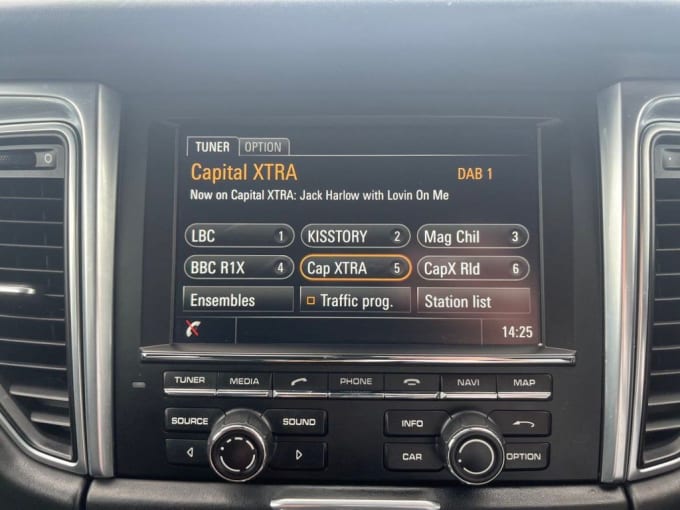 TUNER OPTION
Capital XTRA DAB 1
Now on Capital XTRA: Jack Harlow with Lovin On Me
LBC 1 KISSTORY 2 Mag Chil 3
BBC R1X 4 Cap XTRA 5 CapX Rld 6
Ensembles Traffic prog. Station list
14:25
TUNER MEDIA PHONE NAVI MAP
SOURCE SOUND INFO
CAR OPTION